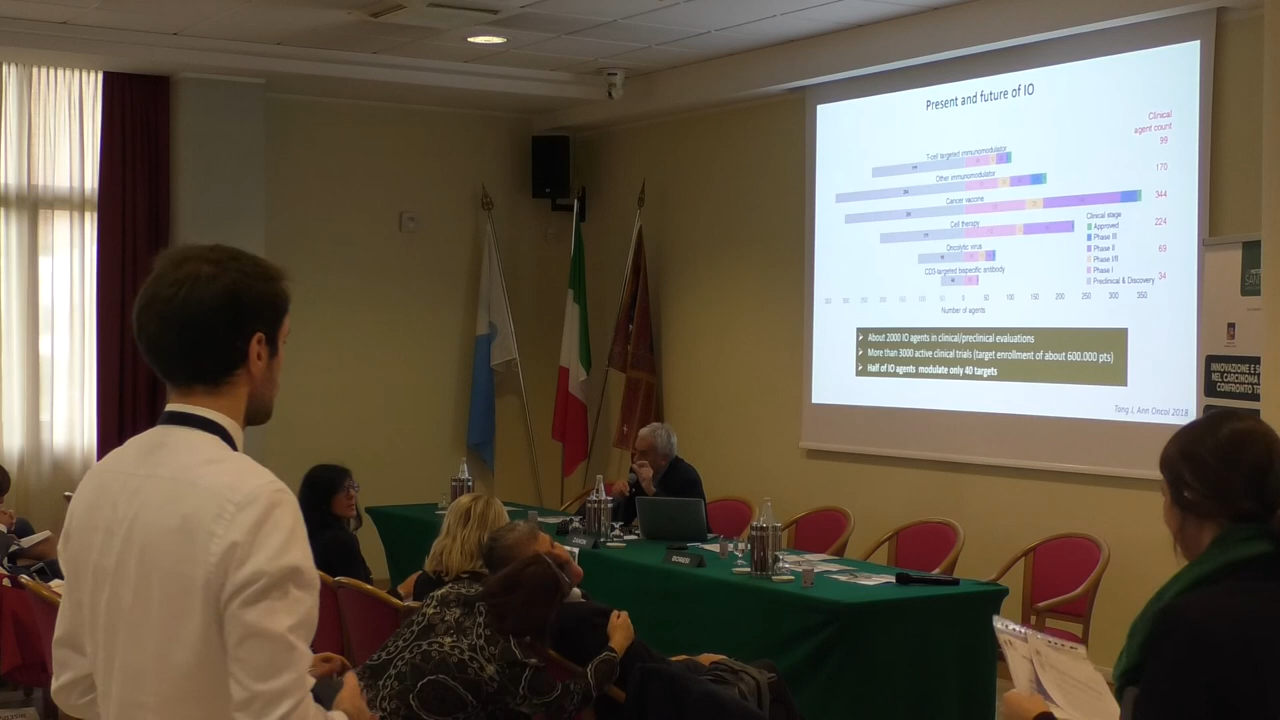 Present and future of IO
Clinical
agent count
99
T-cell targeted immunomodulator
170
Other immunomodulator
344
Cancer vaccine
224
Cell therapy
69
Oncolytic virus
34
CD3-targeted bispecific antibody
Clinical stage
Approved
Phase III
Phase II
Phase I/II
Phase I
Preclinical & Discovery
0 50 100 150 200 250 300 350
Number of agents
➢ About 2000 IO agents in clinical/preclinical evaluations
➢ More than 3000 active clinical trials (target enrollment of about 600.000 pts)
➢ Half of IO agents modulate only 40 targets
Tang J, Ann Oncol 2018
SAN
INNOVAZIONE E S
NEL CARCINOMA
CONFRONTO TR
ZANON